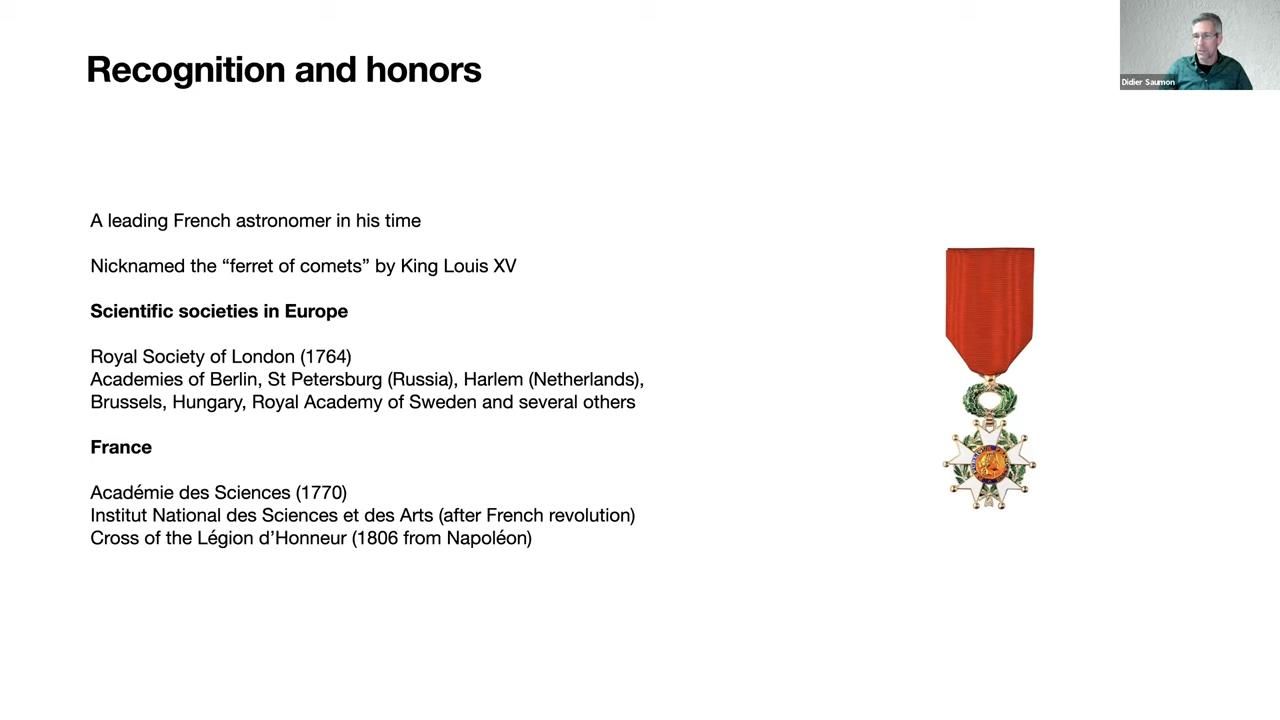 Recognition and honors
Didier Saumon
A leading French astronomer in his time
Nicknamed the “ferret of comets” by King Louis XV
Scientific societies in Europe
Royal Society of London (1764)
Academies of Berlin, St Petersburg (Russia), Harlem (Netherlands),
Brussels, Hungary, Royal Academy of Sweden and several others
France
Académie des Sciences (1770)
Institut National des Sciences et des Arts (after French revolution)
Cross of the Légion d’Honneur (1806 from Napoléon)